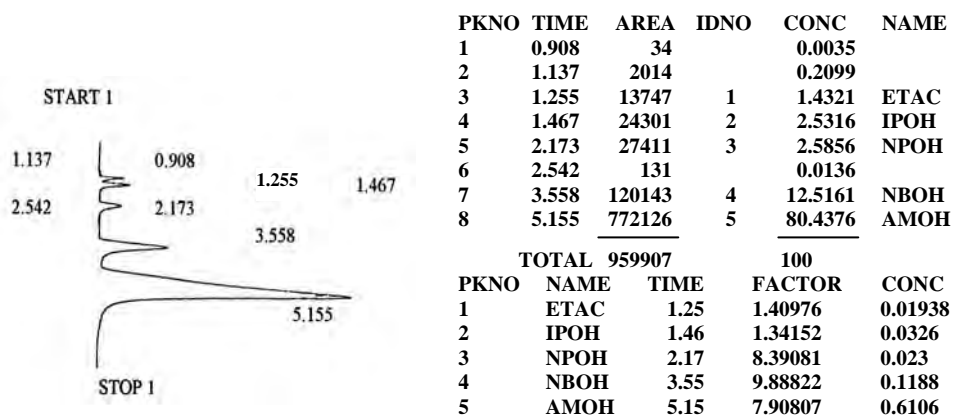 START 1
1.137 0.908 1.255 1.467
2.542 2.173
3.558
5.155
STOP 1
PKNO TIME AREA IDNO CONC NAME
1 0.908 34 0.0035
2 1.137 2014 0.2099
3 1.255 13747 1 1.4321 ETAC
4 1.467 24301 2 2.5316 IPOH
5 2.173 27411 3 2.5856 NPOH
6 2.542 131 0.0136
7 3.558 120143 4 12.5161 NBOH
8 5.155 772126 5 80.4376 AMOH
TOTAL 959907 100
PKNO NAME TIME FACTOR CONC
1 ETAC 1.25 1.40976 0.01938
2 IPOH 1.46 1.34152 0.0326
3 NPOH 2.17 8.39081 0.023
4 NBOH 3.55 9.88822 0.1188
5 AMOH 5.15 7.90807 0.6106